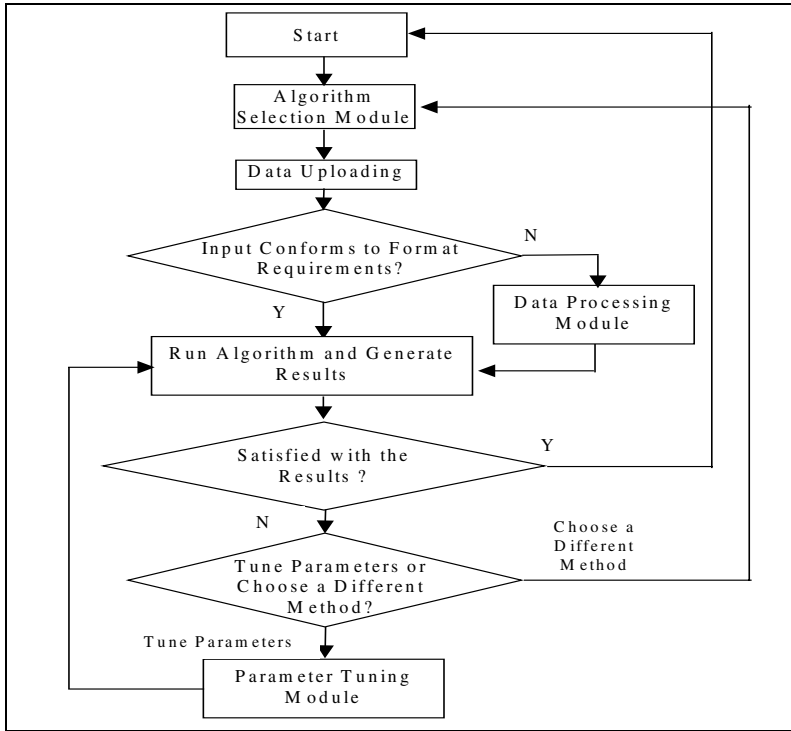 Start
Algorithm
Selection Module
Data Uploading
Input Conforms to Format
Requirements?
N
Data Processing
Module
Y
Run Algorithm and Generate
Results
Satisfied with the
Results ?
Y
N
Choose a
Different
Method
Tune Parameters or
Choose a Different
Method?
Tune Parameters
Parameter Tuning
Module